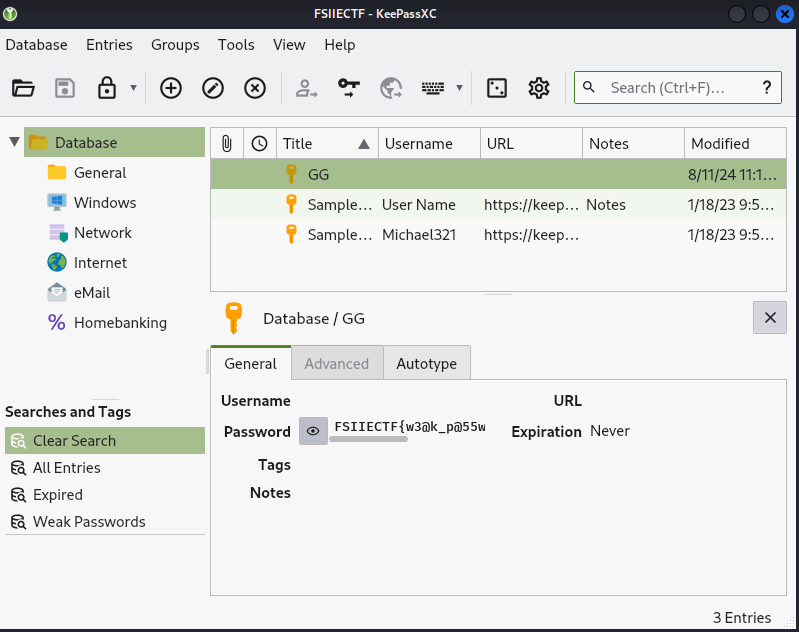 FSIIECTF - KeePassXC
Database Entries Groups Tools View Help
Search (Ctrl+F)... ?
Database
General
Windows
Network
Internet
eMail
Homebanking
Searches and Tags
Clear Search
All Entries
Expired
Weak Passwords
Title Username URL Notes Modified
GG 8/11/24 11:1...
Sample... User Name https://keep... Notes 1/18/23 9:5...
Sample... Michael321 https://keep... 1/18/23 9:5...
Database / GG
General Advanced Autotype
Username URL
Password FSIIECTF{w3@k_p@55w Expiration Never
Tags
Notes
3 Entries